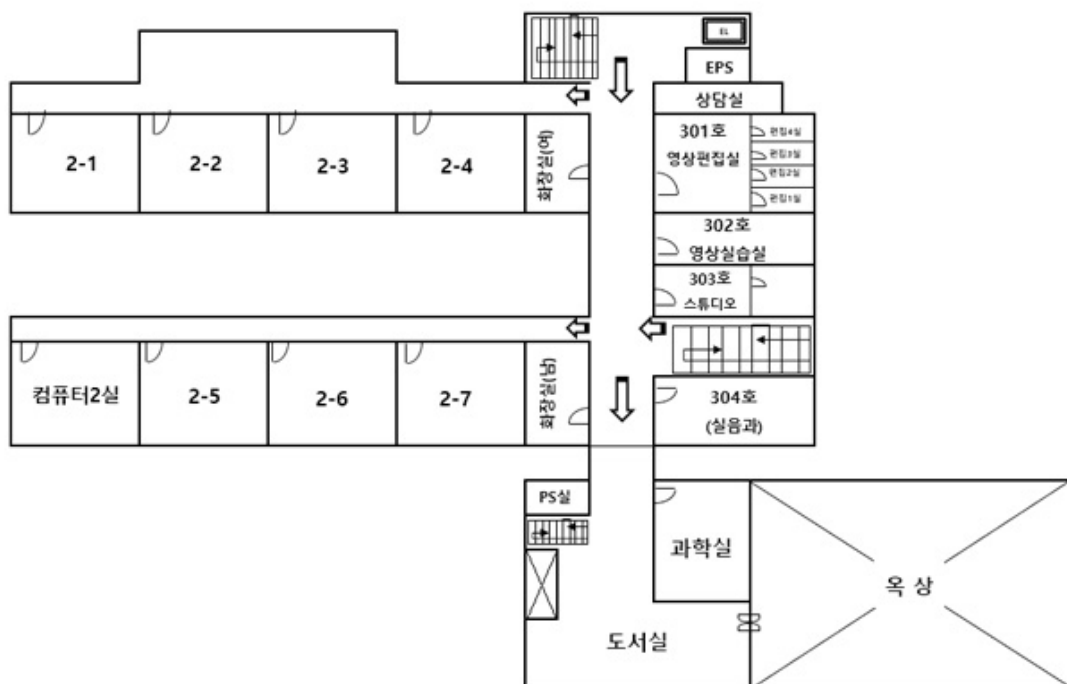 EL
EPS
상담실
2-1
2-2
2-3
2-4
화장실(여)
301호
영상편집실
편집4실
편집3실
편집2실
편집1실
302호
영상실습실
303호
스튜디오
컴퓨터2실
2-5
2-6
2-7
화장실(남)
304호
(실음과)
PS실
과학실
옥 상
도서실